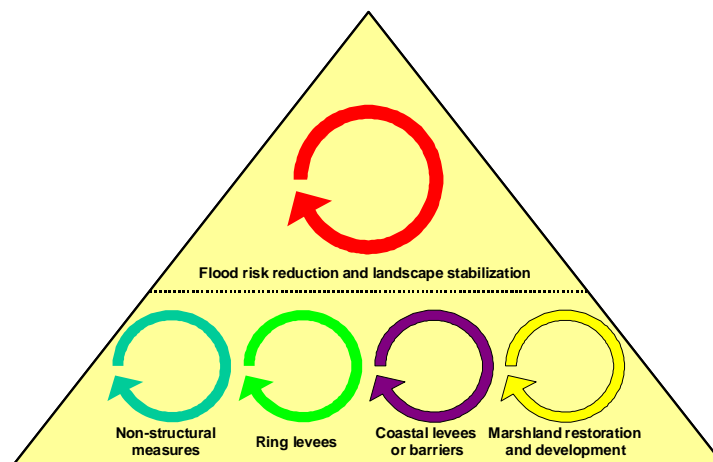 Flood risk reduction and landscape stabilization
Non-structural
measures
Ring levees
Coastal levees
or barriers
Marshland restoration
and development